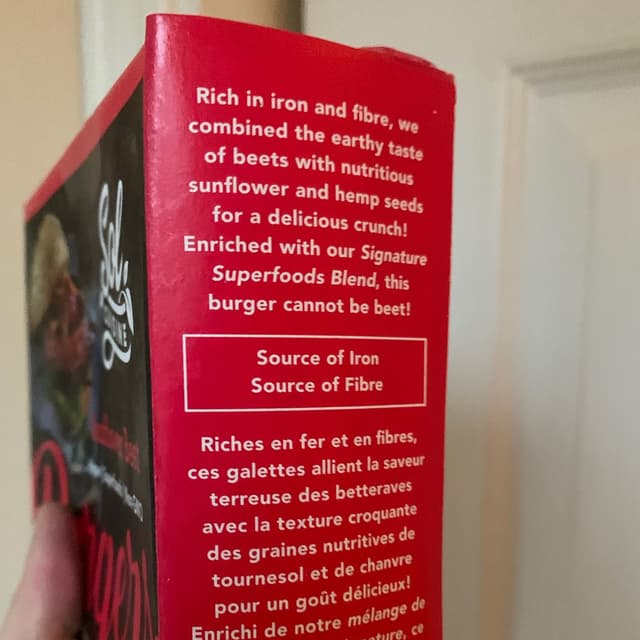 Rich in iron and fibre, we
combined the earthy taste
of beets with nutritious
sunflower and hemp seeds
for a delicious crunch!
Enriched with our Signature
Superfoods Blend, this
burger cannot be beet!
Source of Iron
Source of Fibre
Riches en fer et en fibres,
ces galettes allient la saveur
terreuse des betteraves
avec la texture croquante
des graines nutritives de
tournesol et de chanvre
pour un goût délicieux!
Enrichi de notre mélange de
ce
Sol
CUISINE